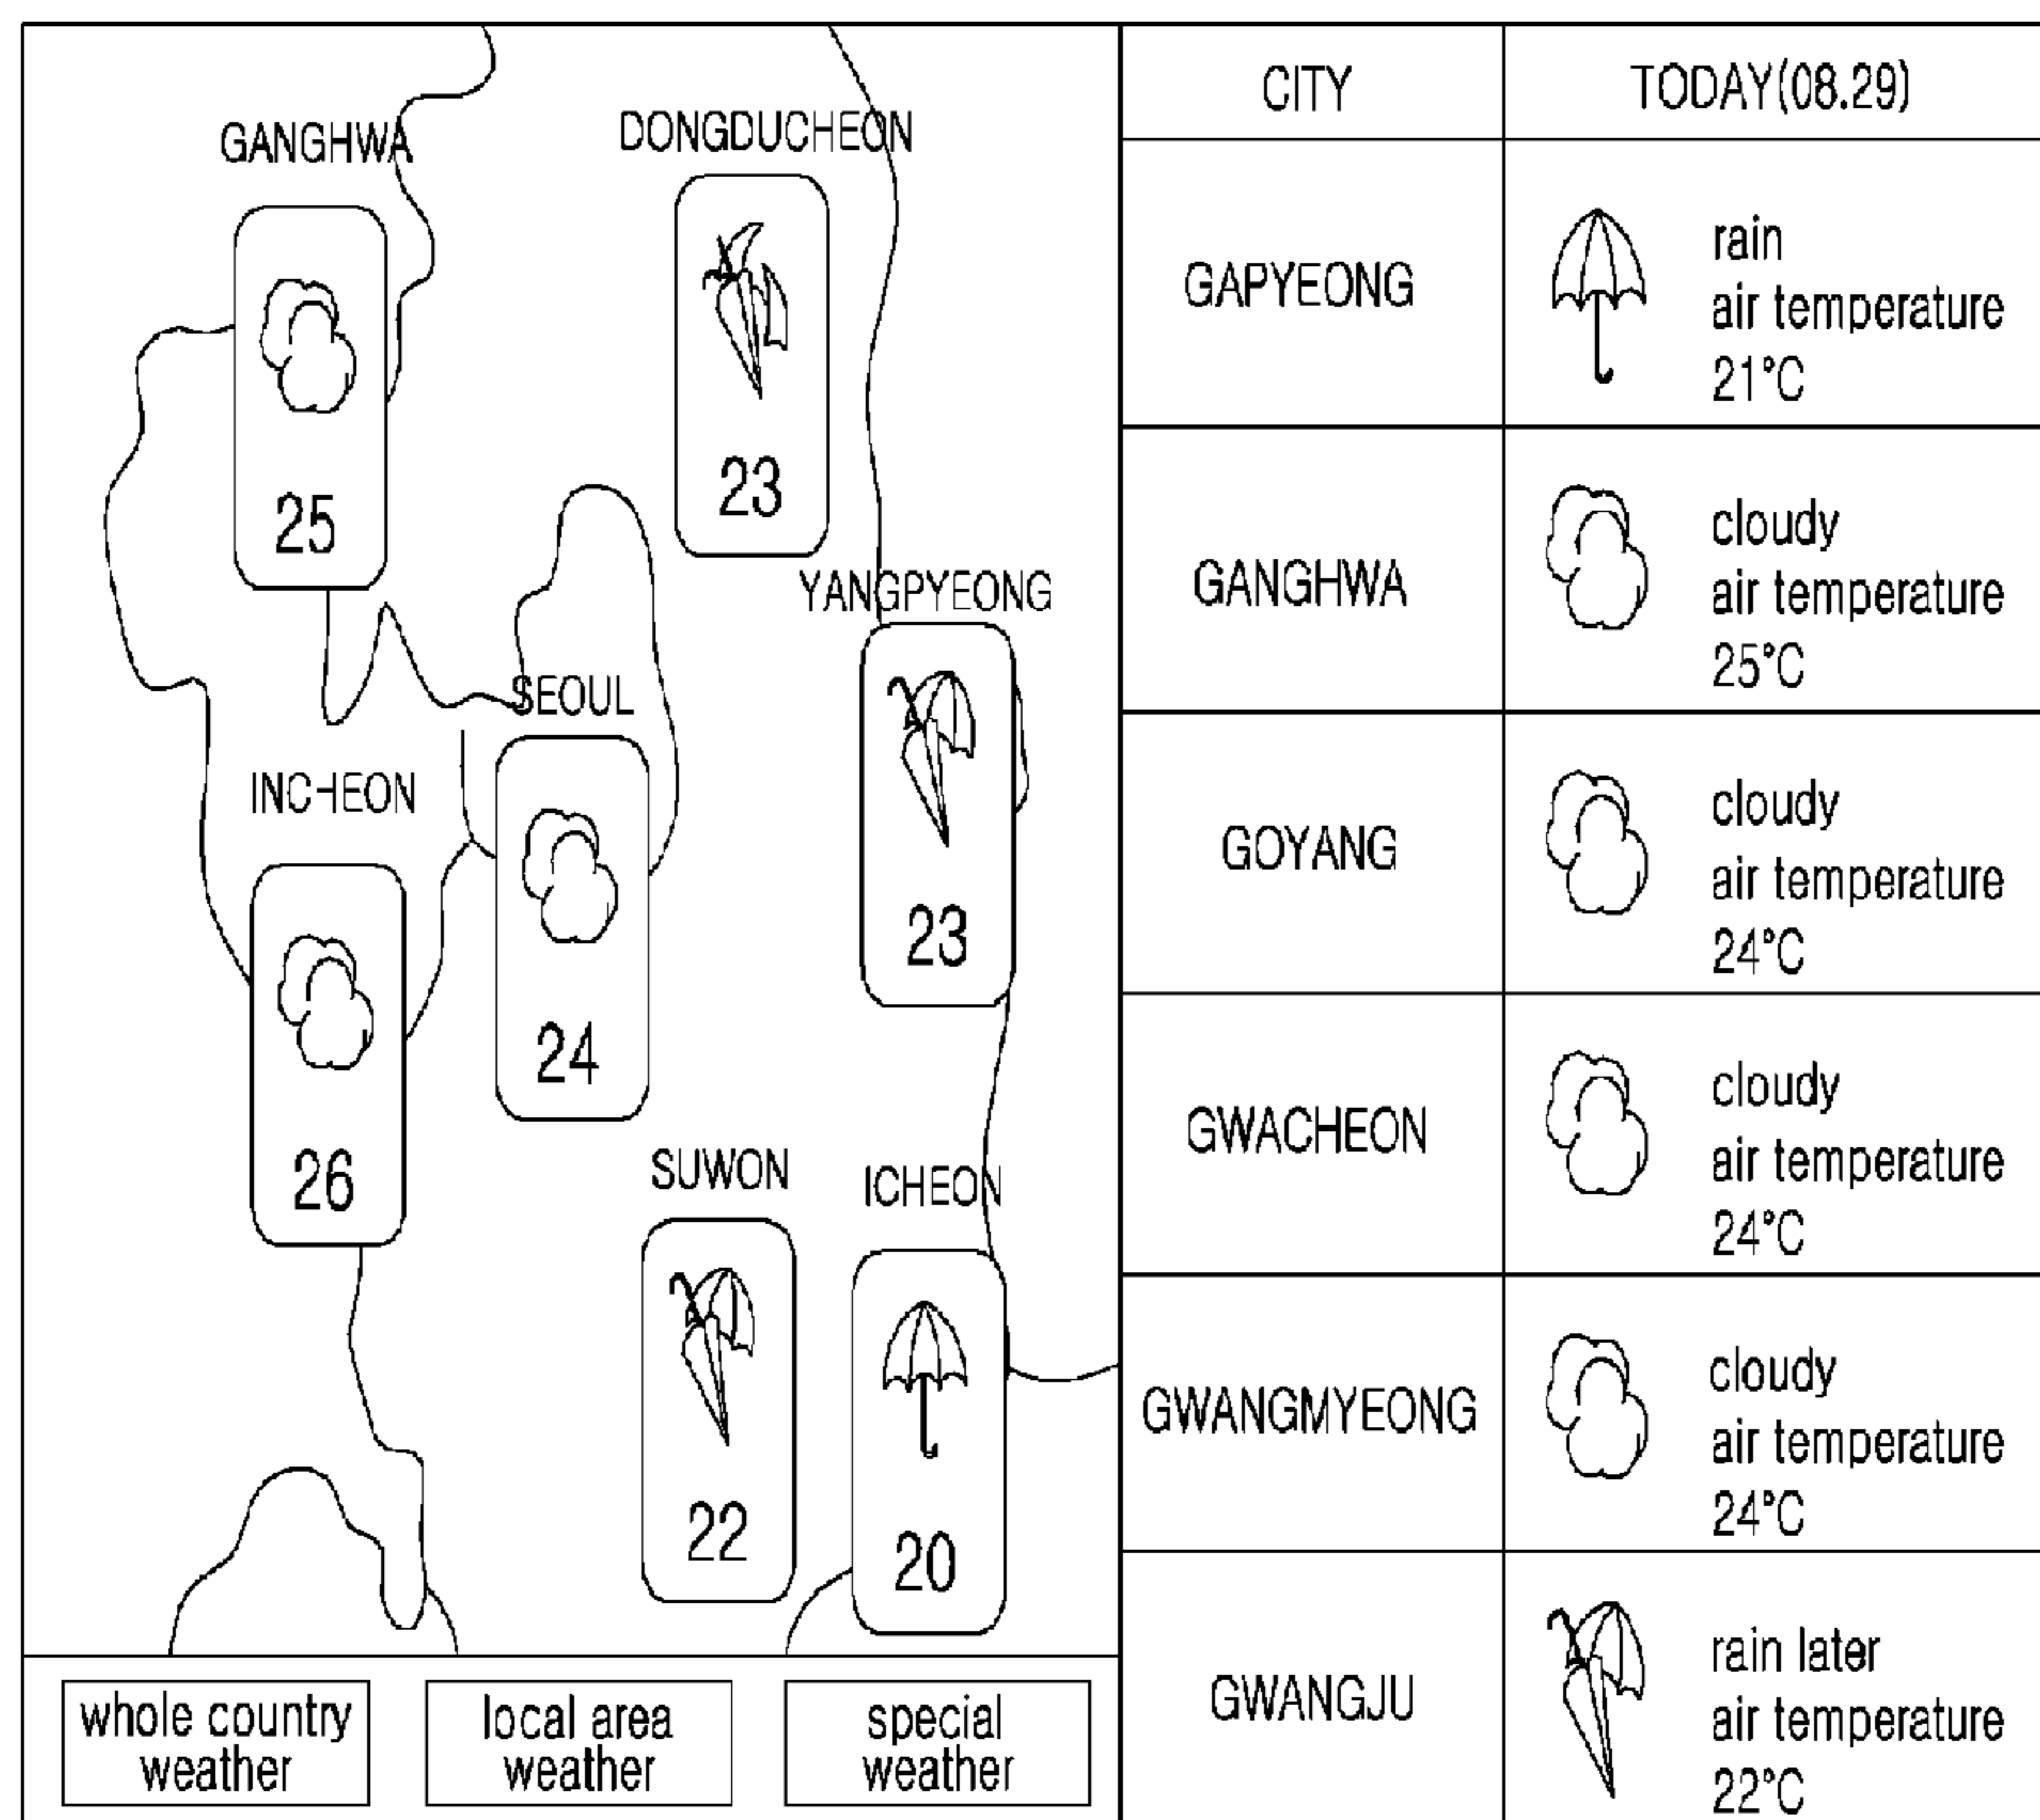 GANGHWA
25
DONGDUCHEON
23
YANGPYEONG
23
SEOUL
24
INCHEON
26
SUWON
22
ICHEON
20
whole country
weather
local area
weather
special
weather
CITY
TODAY(08.29)
GAPYEONG
rain
air temperature
21°C
GANGHWA
cloudy
air temperature
25°C
GOYANG
cloudy
air temperature
24°C
GWACHEON
cloudy
air temperature
24°C
GWANGMYEONG
cloudy
air temperature
24°C
GWANGJU
rain later
air temperature
22°C